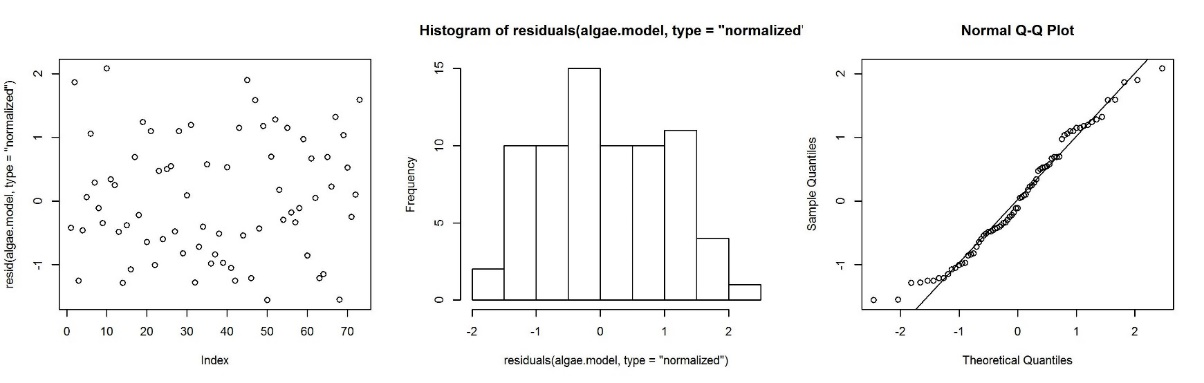 resid(algae.model, type = "normalized")
2
1
0
-1
0 10 20 30 40 50 60 70
Index
Histogram of residuals(algae.model, type = "normalized'
Frequency
15
10
5
0
-2 -1 0 1 2
residuals(algae.model, type = "normalized")
Normal Q-Q Plot
Sample Quantiles
2
1
0
-1
-2 -1 0 1 2
Theoretical Quantiles